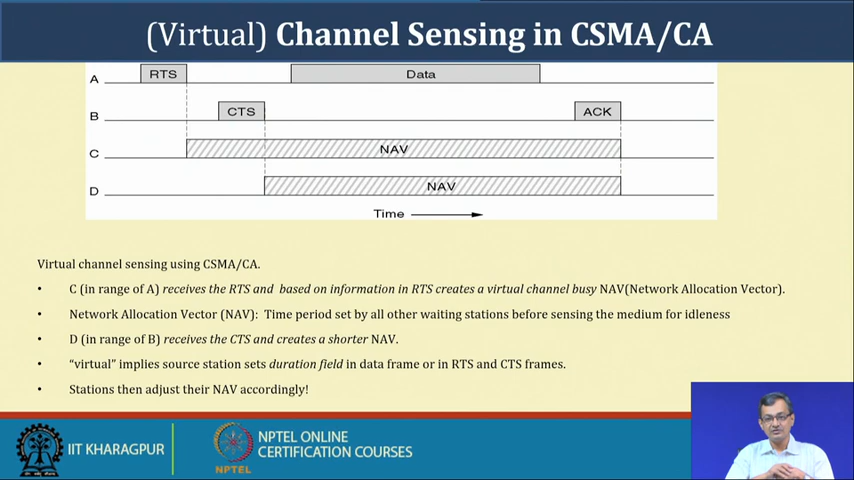 (Virtual) Channel Sensing in CSMA/CA
A RTS Data
B CTS ACK
C NAV
D NAV
Time
Virtual channel sensing using CSMA/CA.
• C (in range of A) receives the RTS and based on information in RTS creates a virtual channel busy NAV(Network Allocation Vector).
• Network Allocation Vector (NAV): Time period set by all other waiting stations before sensing the medium for idleness
• D (in range of B) receives the CTS and creates a shorter NAV.
• “virtual” implies source station sets duration field in data frame or in RTS and CTS frames.
• Stations then adjust their NAV accordingly!
IIT KHARAGPUR
NPTEL
NPTEL ONLINE
CERTIFICATION COURSES